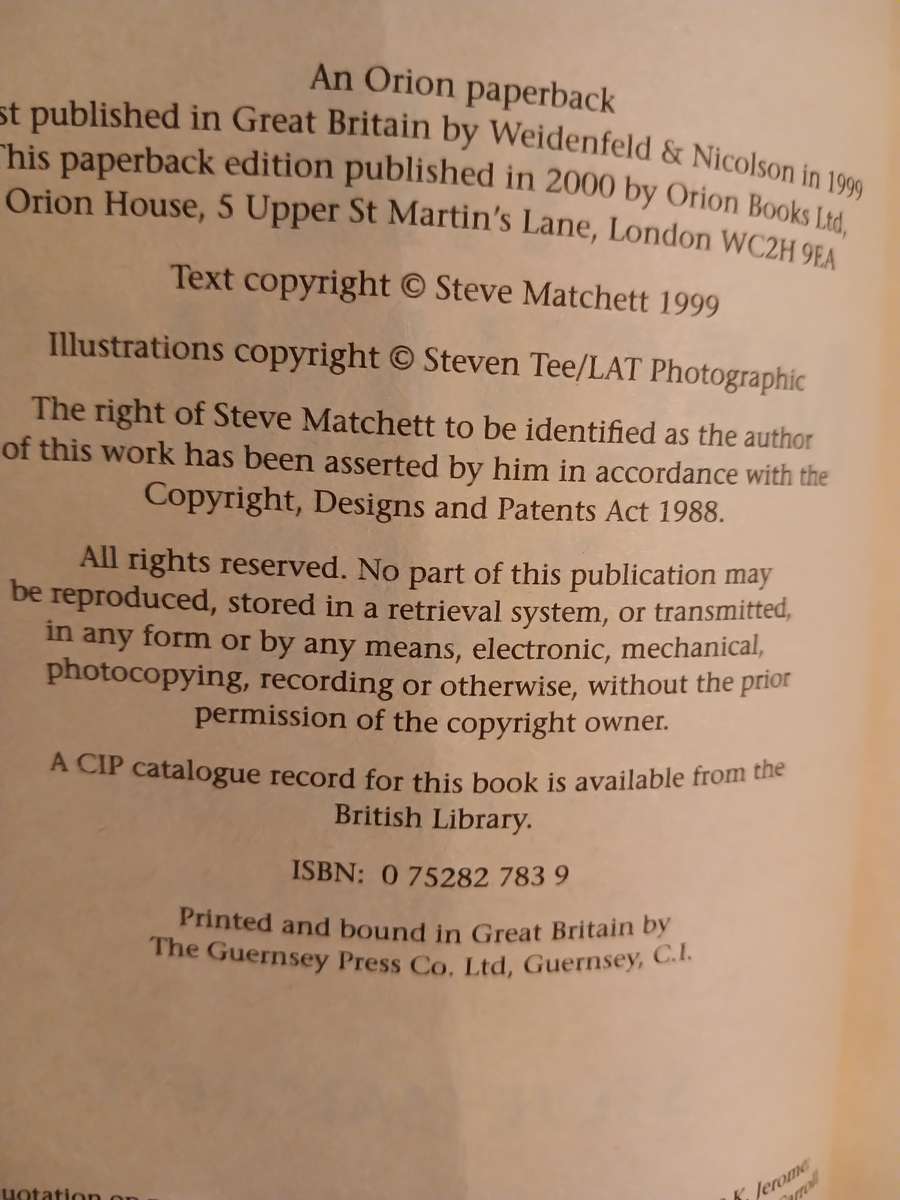 An Orion paperback
st published in Great Britain by Weidenfeld & Nicolson in 1999
This paperback edition published in 2000 by Orion Books Ltd,
Orion House, 5 Upper St Martin's Lane, London WC2H 9EA
Text copyright © Steve Matchett 1999
Illustrations copyright © Steven Tee/LAT Photographic
The right of Steve Matchett to be identified as the author
of this work has been asserted by him in accordance with the
Copyright, Designs and Patents Act 1988.
All rights reserved. No part of this publication may
be reproduced, stored in a retrieval system, or transmitted,
in any form or by any means, electronic, mechanical,
photocopying, recording or otherwise, without the prior
permission of the copyright owner.
A CIP catalogue record for this book is available from the
British Library.
ISBN: 0 75282 783 9
Printed and bound in Great Britain by
The Guernsey Press Co. Ltd, Guernsey, C.I.
uotation on
K. Jerome